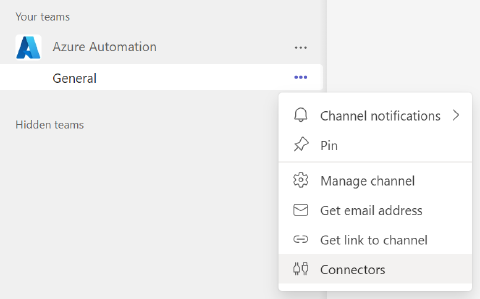 Your teams
Azure Automation
General
Hidden teams
Channel notifications
Pin
Manage channel
Get email address
Get link to channel
Connectors